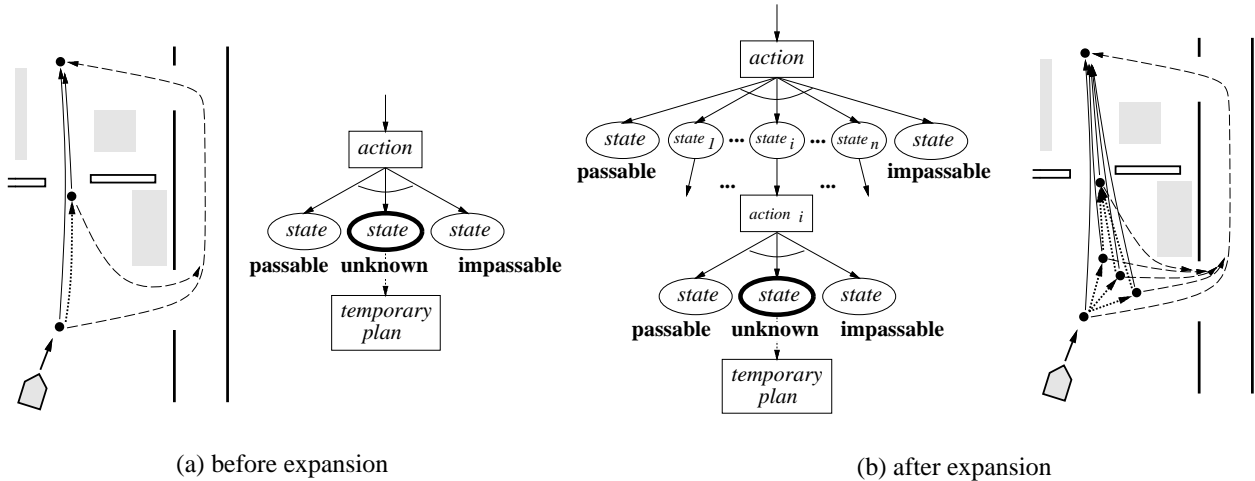 action
state state state
passable unknown impassable
temporary
plan
(a) before expansion
action
state state 1 ... state i ... state n state
passable impassable
... ...
action i
state state state
passable unknown impassable
temporary
plan
(b) after expansion